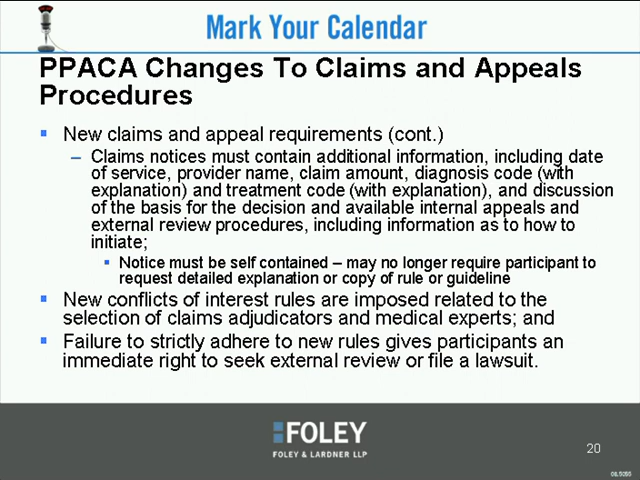 Mark Your Calendar
PPACA Changes To Claims and Appeals
Procedures
New claims and appeal requirements (cont.)
– Claims notices must contain additional information, including date
of service, provider name, claim amount, diagnosis code (with
explanation) and treatment code (with explanation), and discussion
of the basis for the decision and available internal appeals and
external review procedures, including information as to how to
initiate;
Notice must be self contained – may no longer require participant to
request detailed explanation or copy of rule or guideline
New conflicts of interest rules are imposed related to the
selection of claims adjudicators and medical experts; and
Failure to strictly adhere to new rules gives participants an
immediate right to seek external review or file a lawsuit.
FOLEY
FOLEY & LARDNER LLP
20